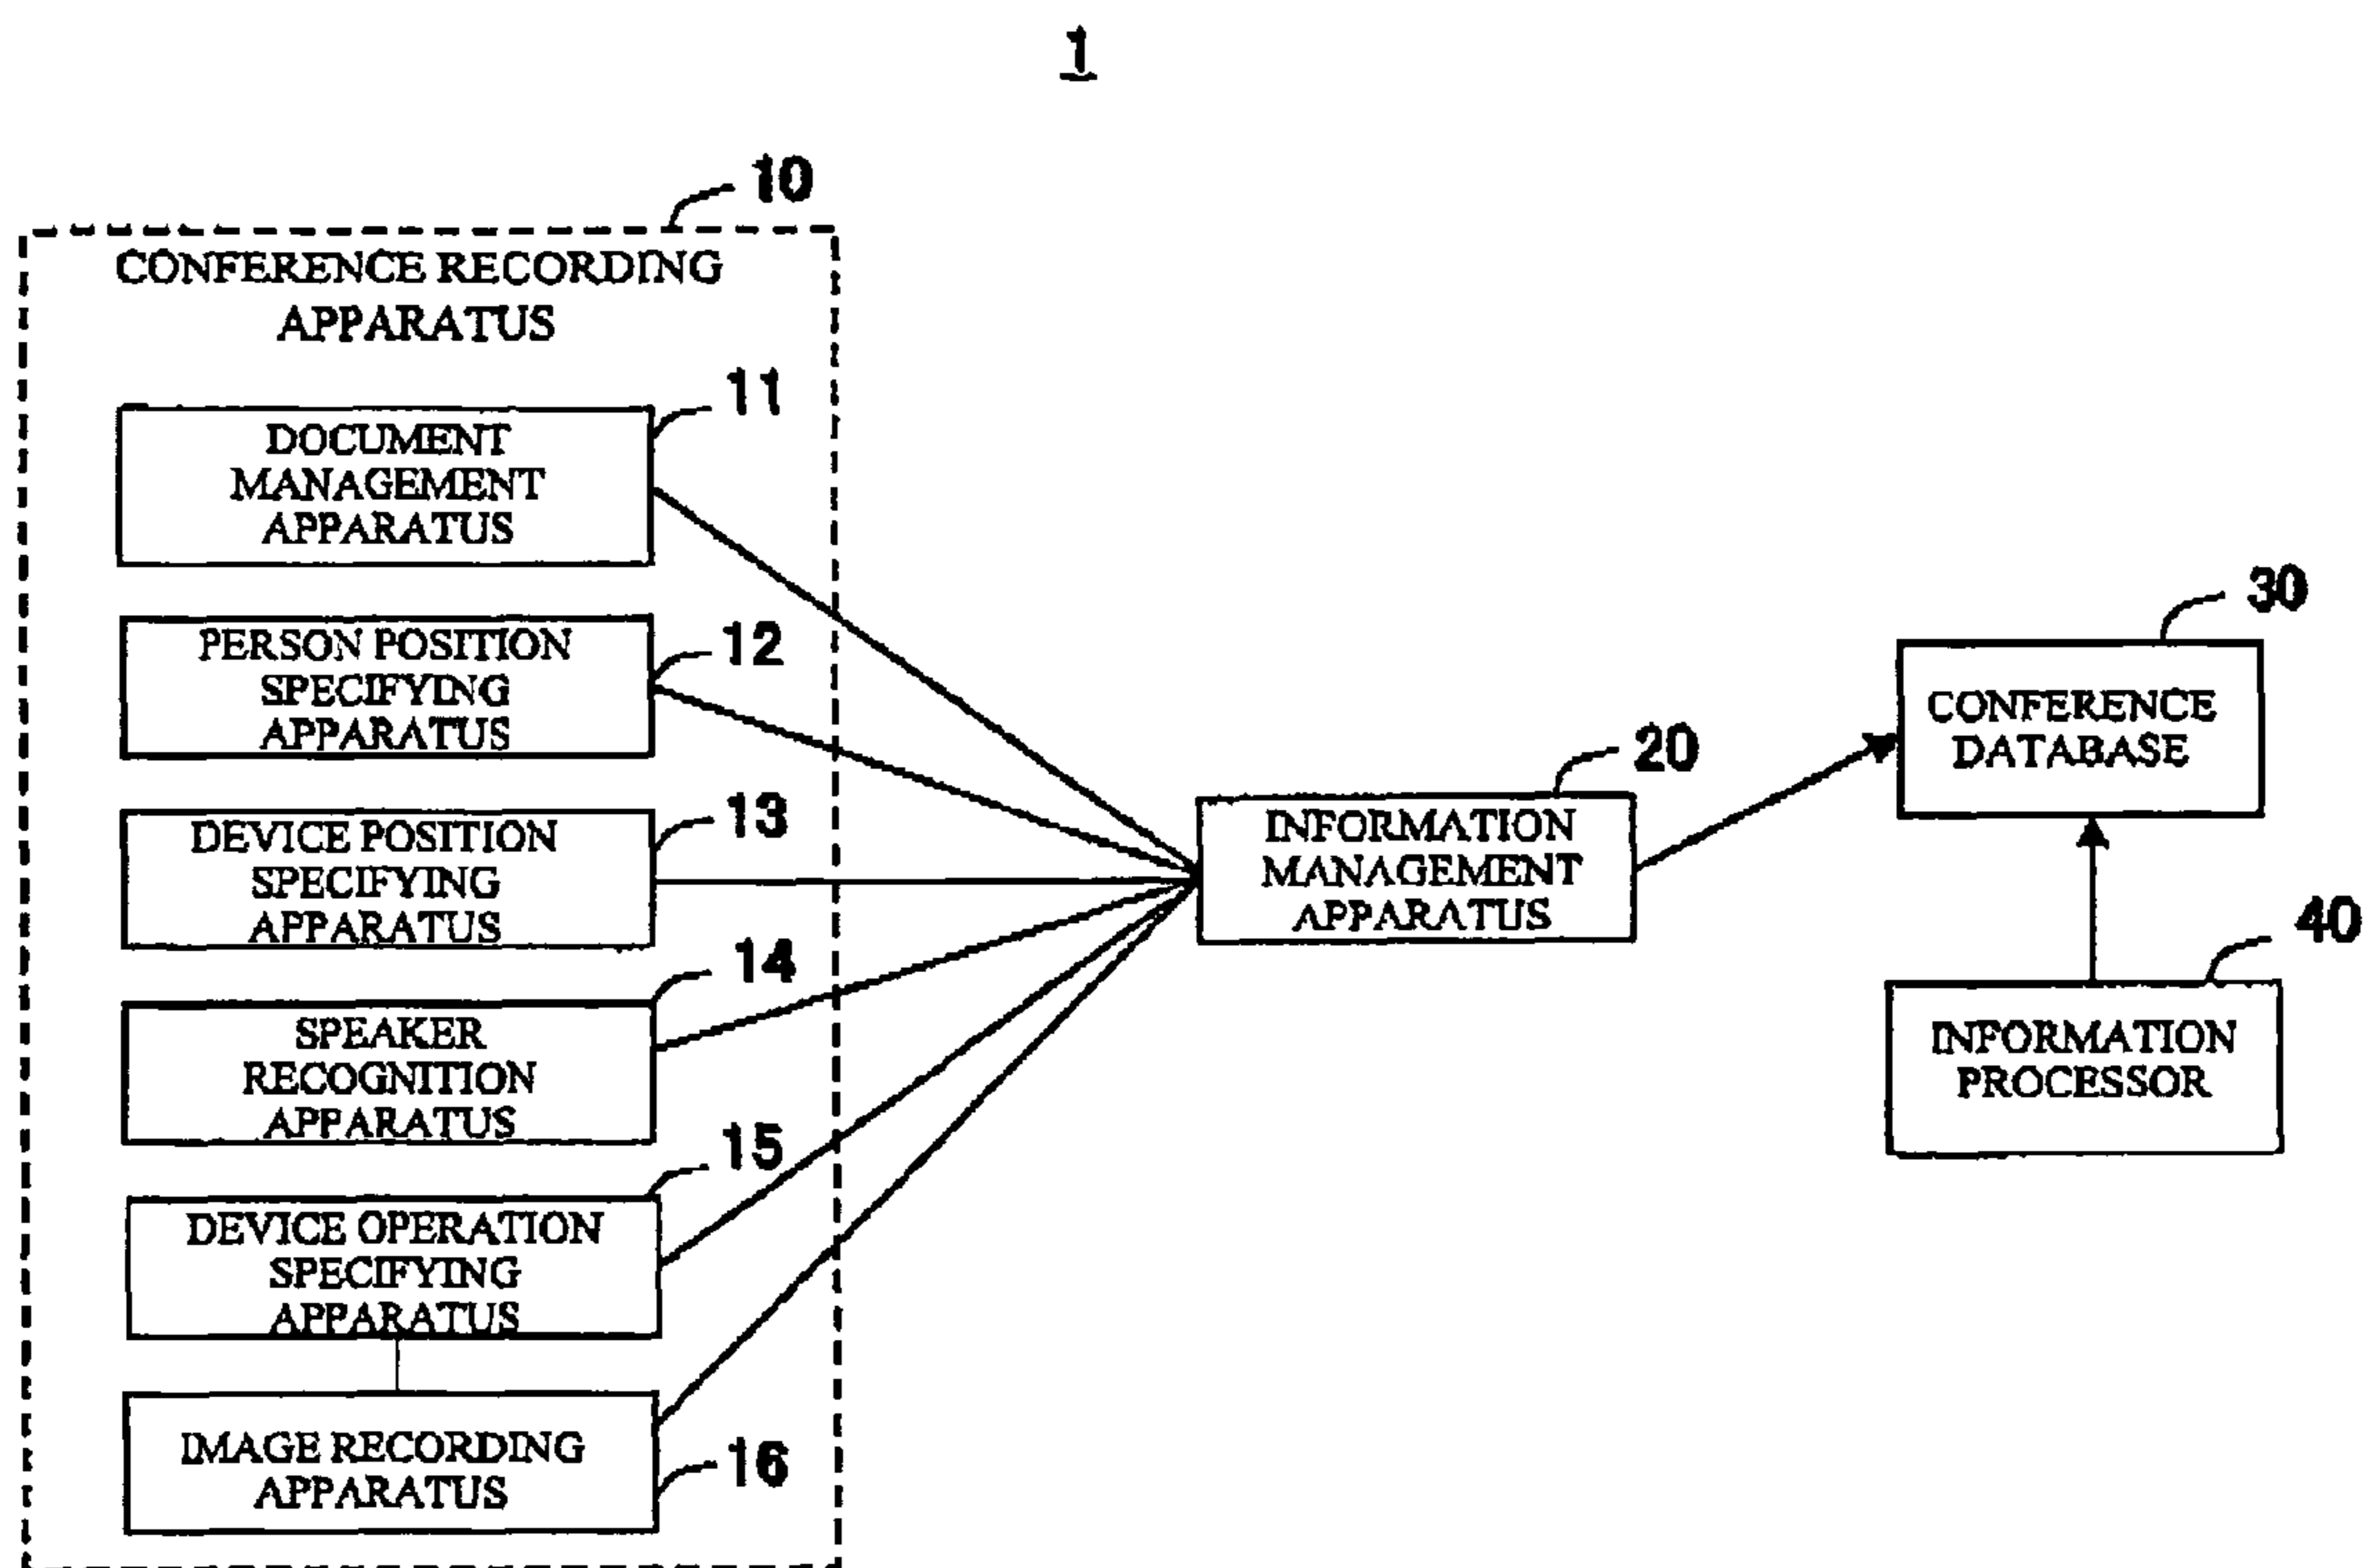 1
10
CONFERENCE RECORDING
APPARATUS
11
DOCUMENT
MANAGEMENT
APPARATUS
12
PERSON POSITION
SPECIFYING
APPARATUS
13
DEVICE POSITION
SPECIFYING
APPARATUS
14
SPEAKER
RECOGNITION
APPARATUS
15
DEVICE OPERATION
SPECIFYING
APPARATUS
16
IMAGE RECORDING
APPARATUS
20
INFORMATION
MANAGEMENT
APPARATUS
30
CONFERENCE
DATABASE
40
INFORMATION
PROCESSOR